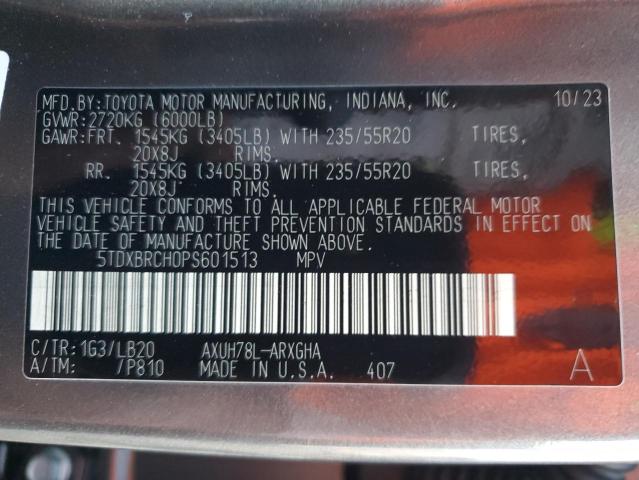 MFD.BY:TOYOTA MOTOR MANUFACTURING, INDIANA, INC. 10/23
GVWR:2720KG (6000LB)
GAWR:FRT. 1545KG (3405LB) WITH 235/55R20 TIRES,
20X8J RIMS.
RR. 1545KG (3405LB) WITH 235/55R20 TIRES,
20X8J RIMS.
THIS VEHICLE CONFORMS TO ALL APPLICABLE FEDERAL MOTOR
VEHICLE SAFETY AND THEFT PREVENTION STANDARDS IN EFFECT ON
THE DATE OF MANUFACTURE SHOWN ABOVE.
5TDXBRCH0PS601513 MPV
C/TR:1G3/LB20 AXUH78L-ARXGHA
A/TM: /P810 MADE IN U.S.A. 407 A